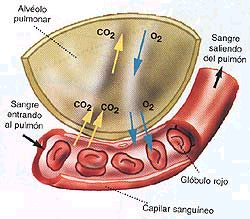 Alvéolo
pulmonar
CO2
O2
Sangre
saliendo
del pulmón
Sangre
entrando
al pulmón
CO2
CO2
O2
Glóbulo rojo
Capilar sanguíneo